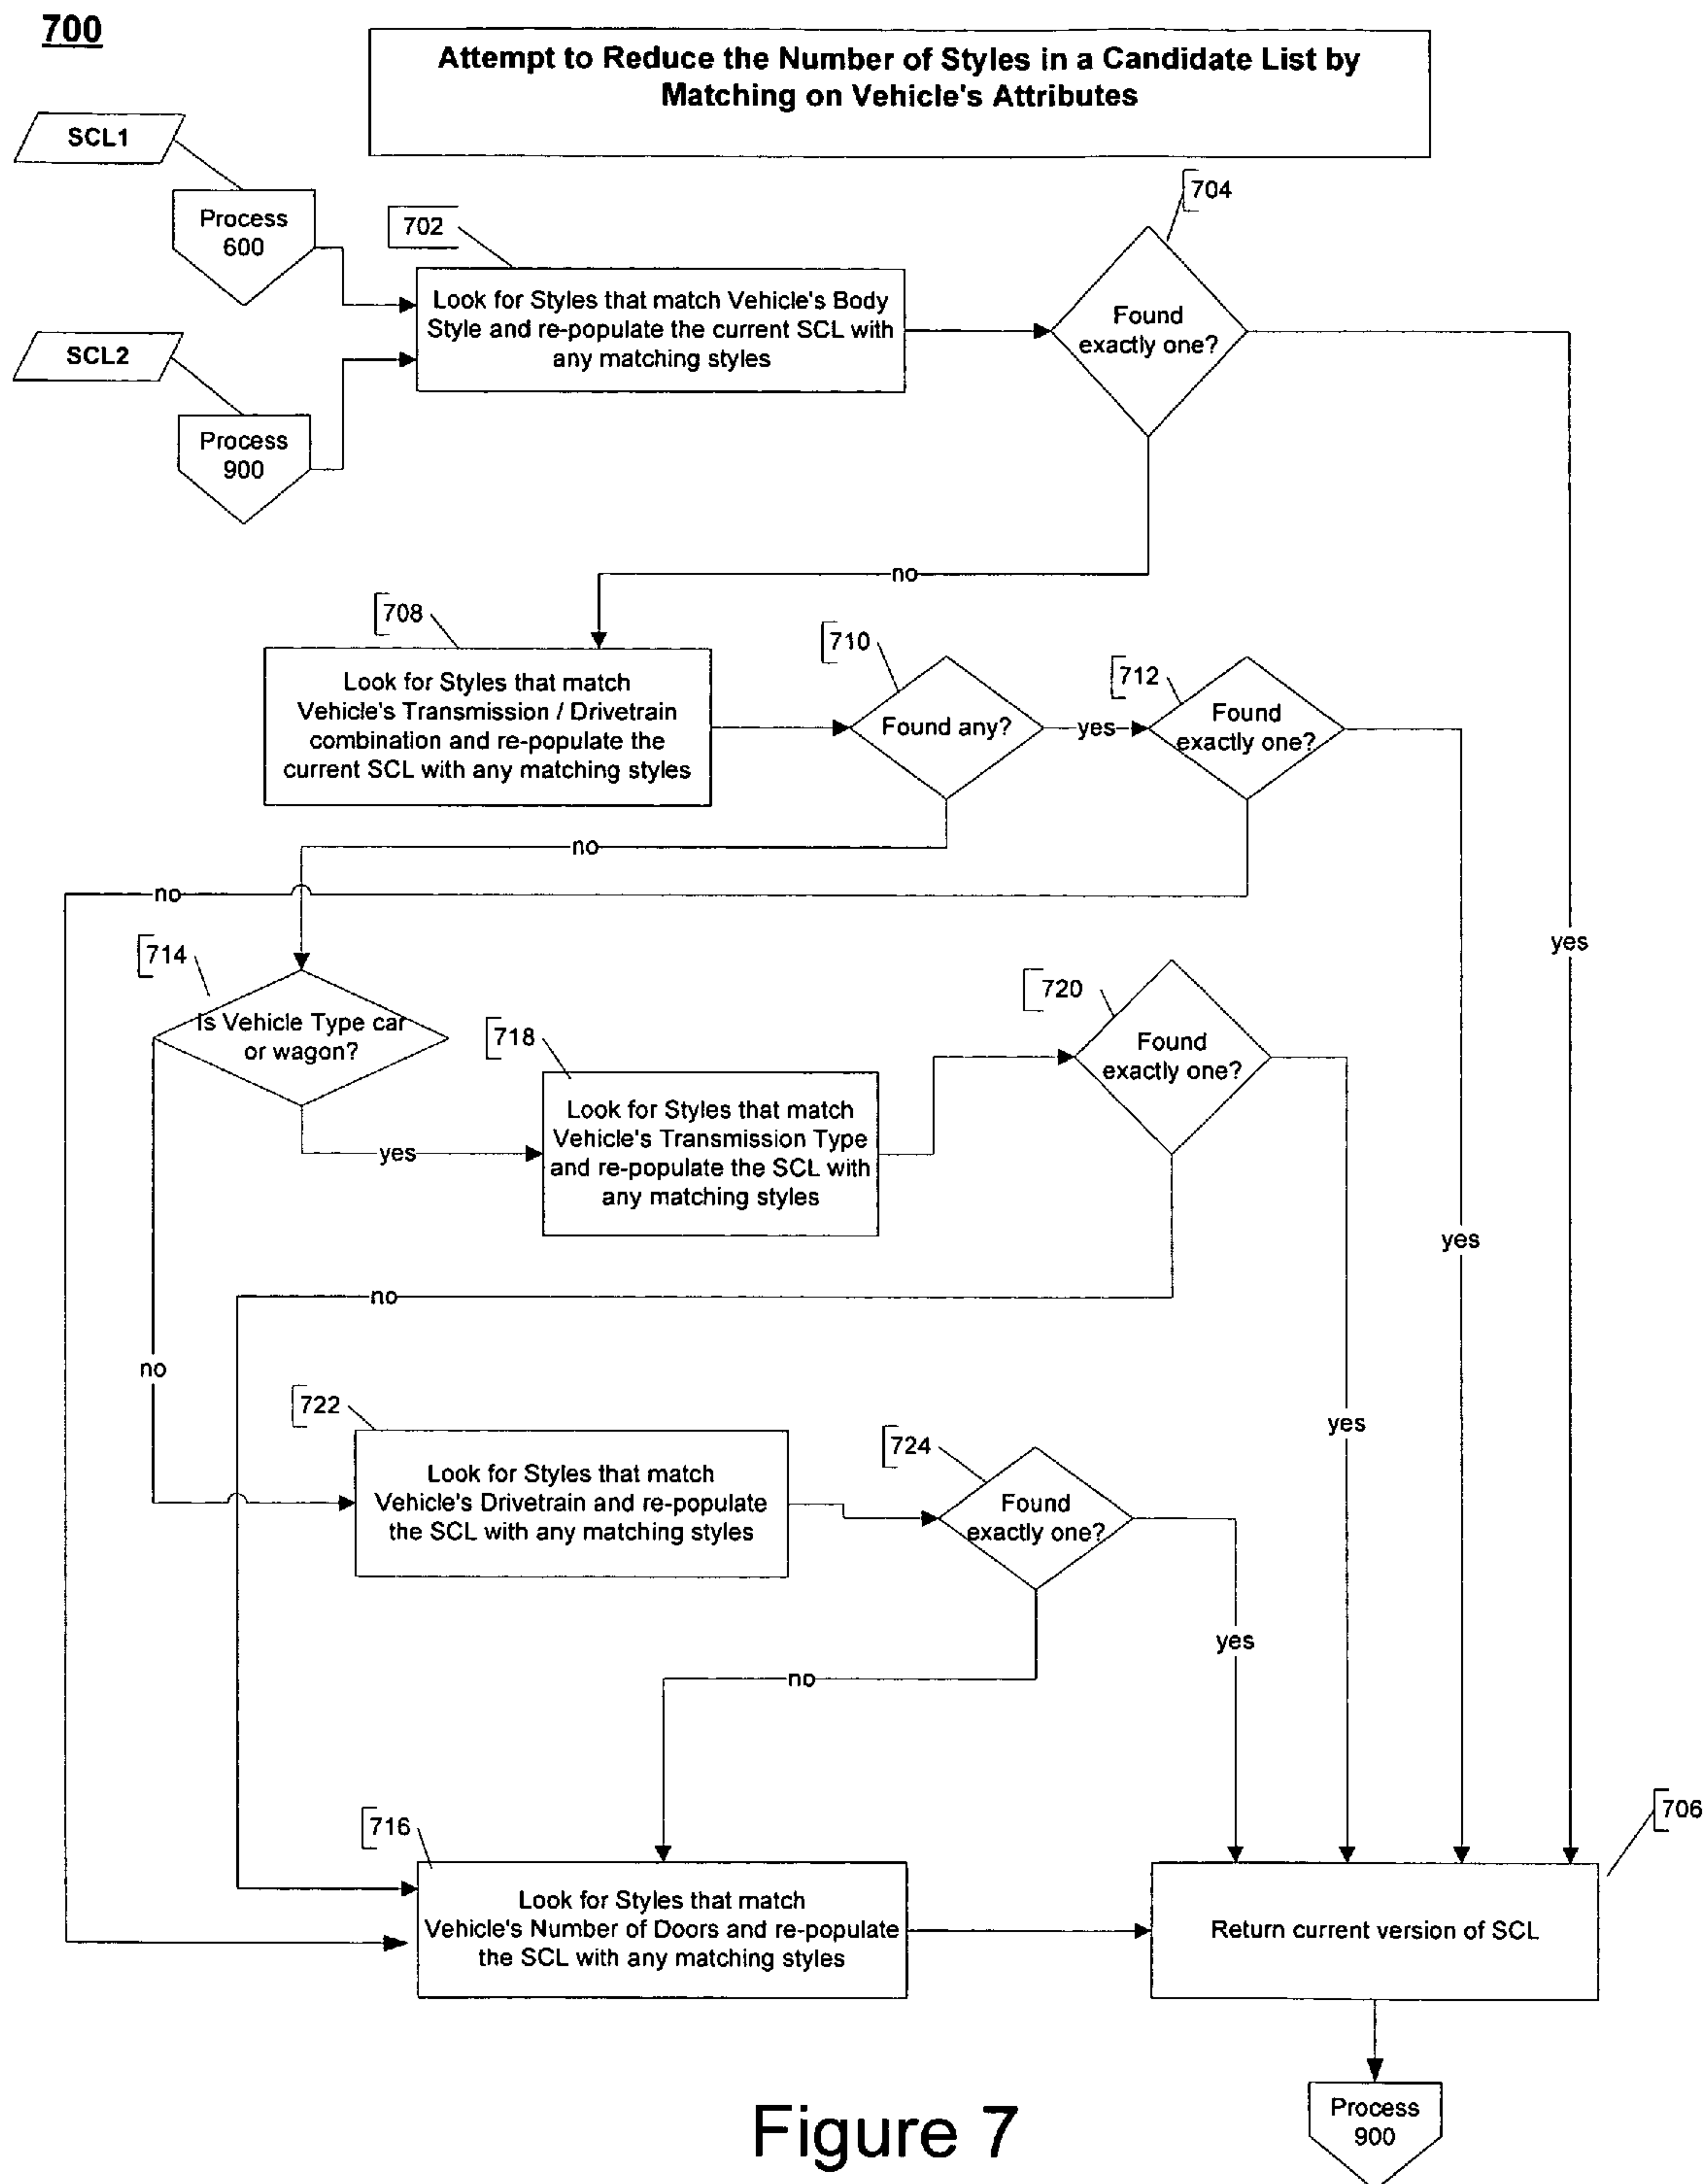 700
Attempt to Reduce the Number of Styles in a Candidate List by
Matching on Vehicle's Attributes
SCL1
Process
600
SCL2
Process
900
702
Look for Styles that match Vehicle's Body
Style and re-populate the current SCL with
any matching styles
704
Found
exactly one?
no
yes
708
Look for Styles that match
Vehicle's Transmission / Drivetrain
combination and re-populate the
current SCL with any matching styles
710
Found any?
yes
712
Found
exactly one?
no
no
yes
714
Is Vehicle Type car
or wagon?
yes
no
718
Look for Styles that match
Vehicle's Transmission Type
and re-populate the SCL with
any matching styles
720
Found
exactly one?
no
yes
722
Look for Styles that match
Vehicle's Drivetrain and re-populate
the SCL with any matching styles
724
Found
exactly one?
yes
no
716
Look for Styles that match
Vehicle's Number of Doors and re-populate
the SCL with any matching styles
706
Return current version of SCL
Process
900
Figure 7